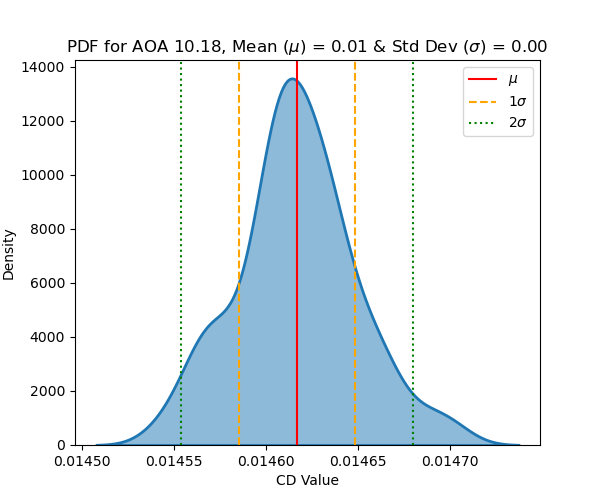 PDF for AOA 10.18, Mean (μ) = 0.01 & Std Dev (σ) = 0.00
14000
12000
10000
8000
6000
4000
2000
0
Density
μ
1σ
2σ
0.01450
0.01455
0.01460
0.01465
0.01470
CD Value